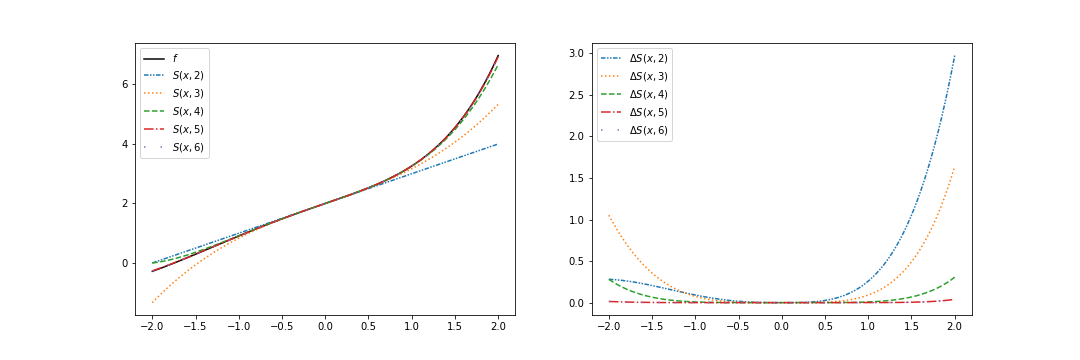 f
S(x, 2)
S(x, 3)
S(x, 4)
S(x, 5)
S(x, 6)
6
4
2
0
−2.0 −1.5 −1.0 −0.5 0.0 0.5 1.0 1.5 2.0
ΔS(x, 2)
ΔS(x, 3)
ΔS(x, 4)
ΔS(x, 5)
ΔS(x, 6)
3.0
2.5
2.0
1.5
1.0
0.5
0.0
−2.0 −1.5 −1.0 −0.5 0.0 0.5 1.0 1.5 2.0